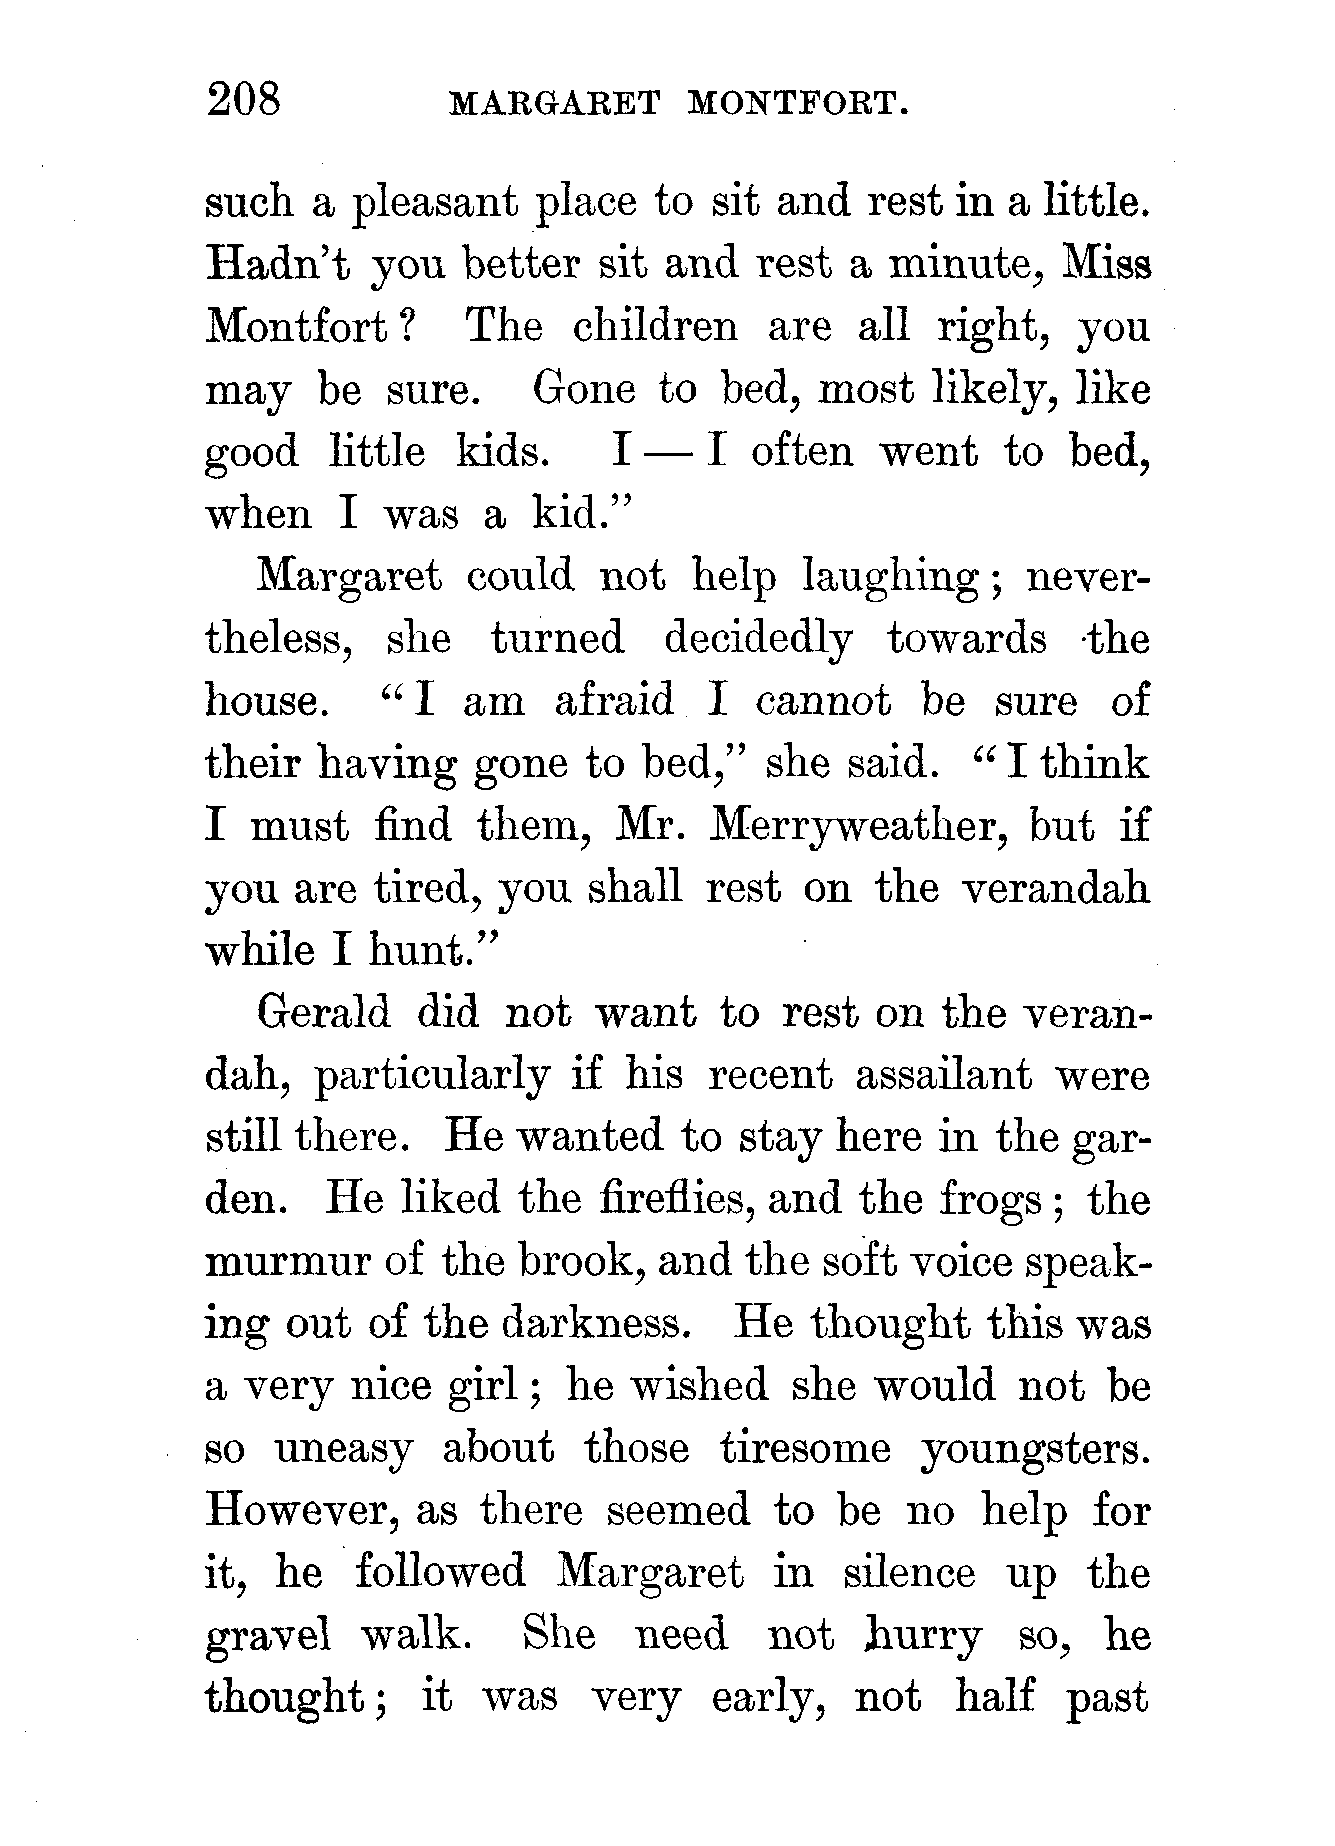 208 MARGARET MONTFORT.
such a pleasant place to sit and rest in a little.
Hadn't you better sit and rest a minute, Miss
Montfort? The children are all right, you
may be sure. Gone to bed, most likely, like
good little kids. I — I often went to bed,
when I was a kid."
Margaret could not help laughing; never-
theless, she turned decidedly towards the
house. "I am afraid I cannot be sure of
their having gone to bed," she said. "I think
I must find them, Mr. Merryweather, but if
you are tired, you shall rest on the verandah
while I hunt."
Gerald did not want to rest on the veran-
dah, particularly if his recent assailant were
still there. He wanted to stay here in the gar-
den. He liked the fireflies, and the frogs; the
murmur of the brook, and the soft voice speak-
ing out of the darkness. He thought this was
a very nice girl; he wished she would not be
so uneasy about those tiresome youngsters.
However, as there seemed to be no help for
it, he followed Margaret in silence up the
gravel walk. She need not hurry so, he
thought; it was very early, not half past